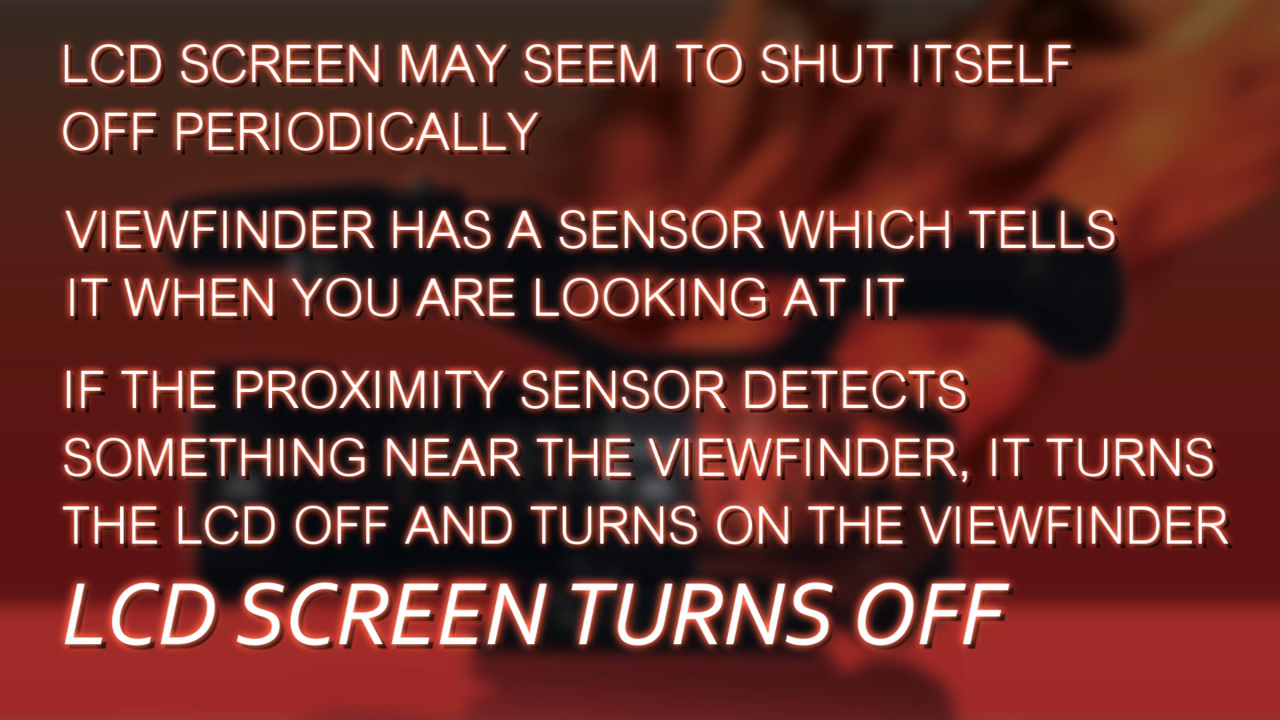 LCD SCREEN MAY SEEM TO SHUT ITSELF
OFF PERIODICALLY
VIEWFINDER HAS A SENSOR WHICH TELLS
IT WHEN YOU ARE LOOKING AT IT
IF THE PROXIMITY SENSOR DETECTS
SOMETHING NEAR THE VIEWFINDER, IT TURNS
THE LCD OFF AND TURNS ON THE VIEWFINDER
LCD SCREEN TURNS OFF